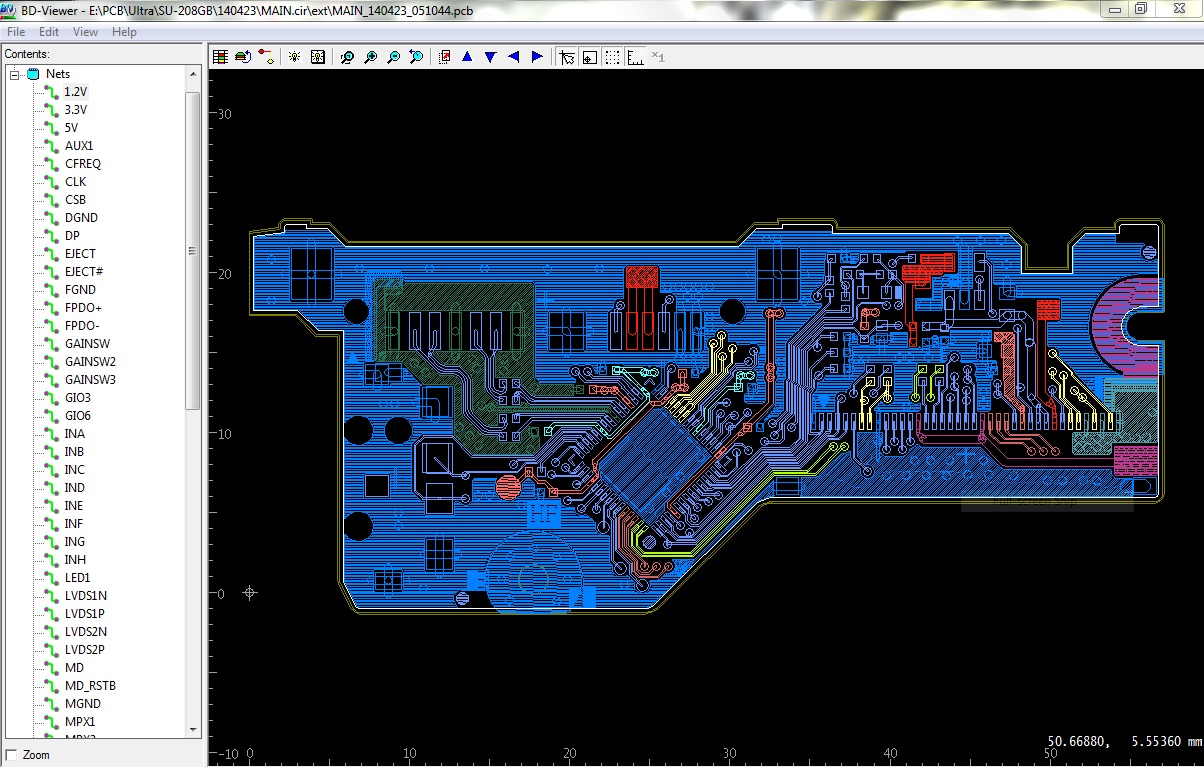 BD-Viewer - E:\PCB\Ultra\SU-208GB\140423\MAIN.cir\ext\MAIN_140423_051044.pcb
File Edit View Help
Contents:
Nets
1.2V
3.3V
5V
AUX1
CFREQ
CLK
CSB
DGND
DP
EJECT
EJECT#
FGND
FPDO+
FPDO-
GAINSW
GAINSW2
GAINSW3
GIO3
GIO6
INA
INB
INC
IND
INE
INF
ING
INH
LED1
LVDS1N
LVDS1P
LVDS2N
LVDS2P
MD
MD_RSTB
MGND
MPX1
Zoom
×1
30
20
10
0
50.66880, 5.55360 mm
-10 0 10 20 30 40 50